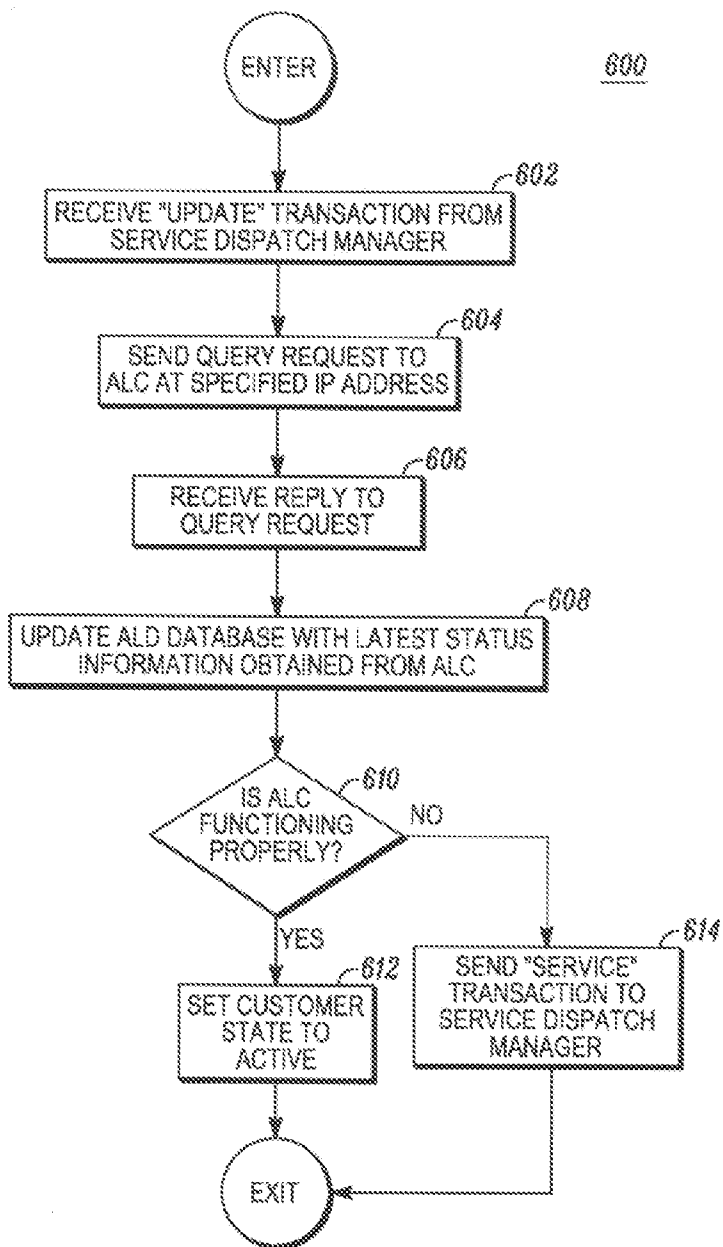 ENTER
600
602
RECEIVE "UPDATE" TRANSACTION FROM
SERVICE DISPATCH MANAGER
604
SEND QUERY REQUEST TO
ALC AT SPECIFIED IP ADDRESS
606
RECEIVE REPLY TO
QUERY REQUEST
608
UPDATE ALD DATABASE WITH LATEST STATUS
INFORMATION OBTAINED FROM ALC
610
IS ALC
FUNCTIONING
PROPERLY?
NO
YES
612
SET CUSTOMER
STATE TO
ACTIVE
614
SEND "SERVICE"
TRANSACTION TO
SERVICE DISPATCH
MANAGER
EXIT